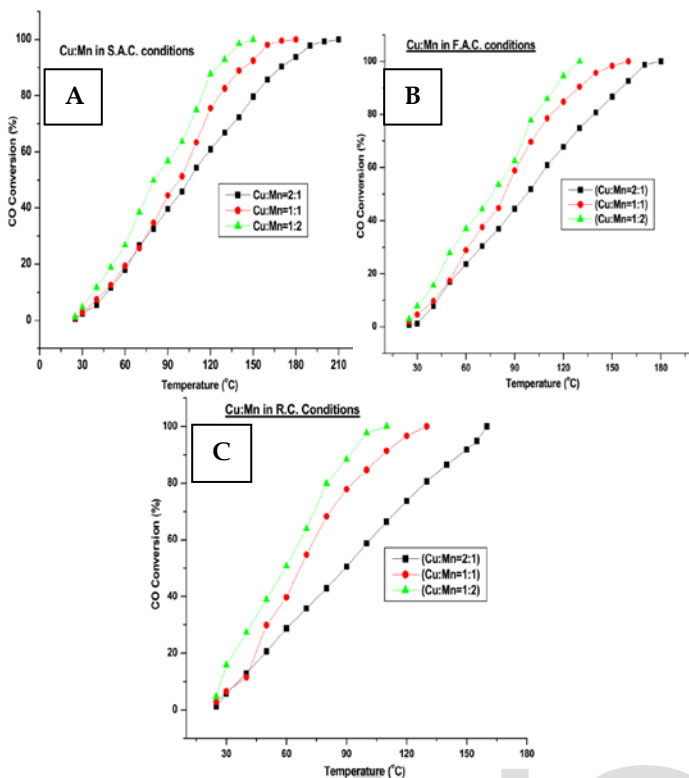 Cu:Mn in S.A.C. conditions
A
CO Conversion (%)
100
80
60
40
20
0
Cu:Mn=2:1
Cu:Mn=1:1
Cu:Mn=1:2
0 30 60 90 120 150 180 210
Temperature (°C)
Cu:Mn in F.A.C. conditions
B
CO Conversion (%)
100
80
60
40
20
0
(Cu:Mn=2:1)
(Cu:Mn=1:1)
(Cu:Mn=1:2)
0 30 60 90 120 150 180
Temperature (°C)
Cu:Mn in R.C. Conditions
C
CO Conversion (%)
100
80
60
40
20
0
(Cu:Mn=2:1)
(Cu:Mn=1:1)
(Cu:Mn=1:2)
30 60 90 120 150 180
Temperature (°C)